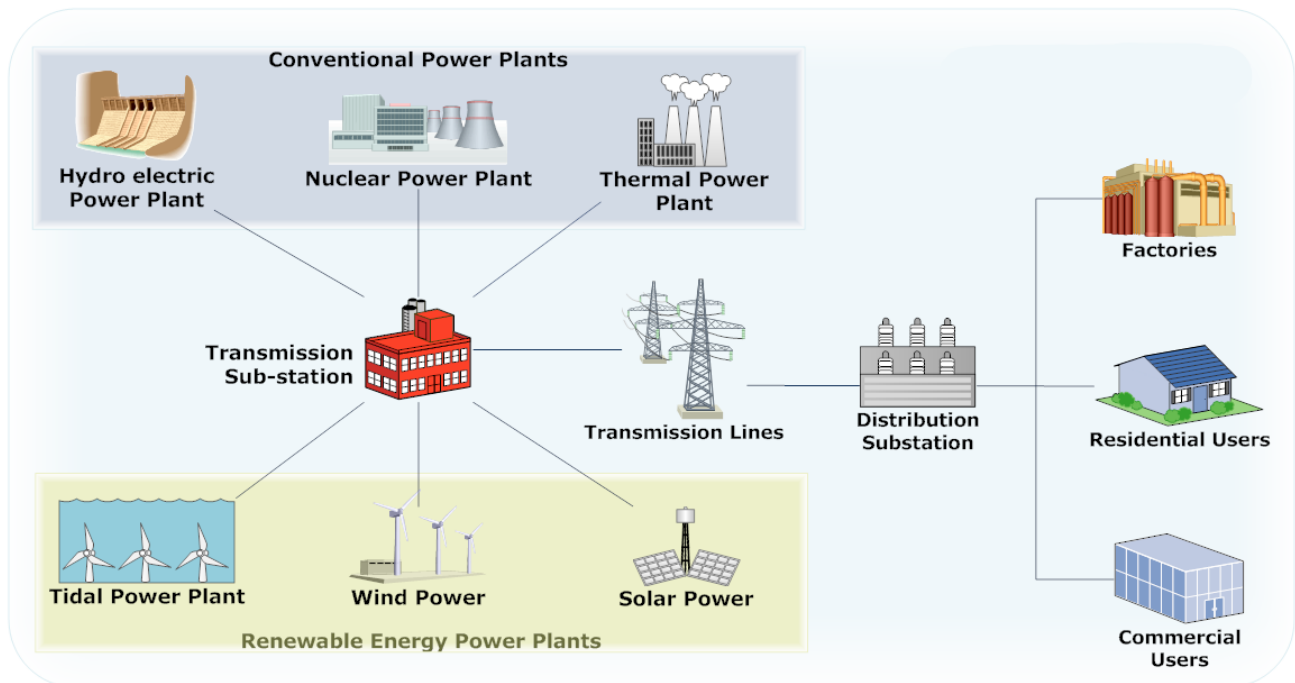 Conventional Power Plants
Hydro electric
Power Plant
Nuclear Power Plant
Thermal Power
Plant
Transmission
Sub-station
Transmission Lines
Distribution
Substation
Factories
Residential Users
Commercial
Users
Tidal Power Plant
Wind Power
Solar Power
Renewable Energy Power Plants